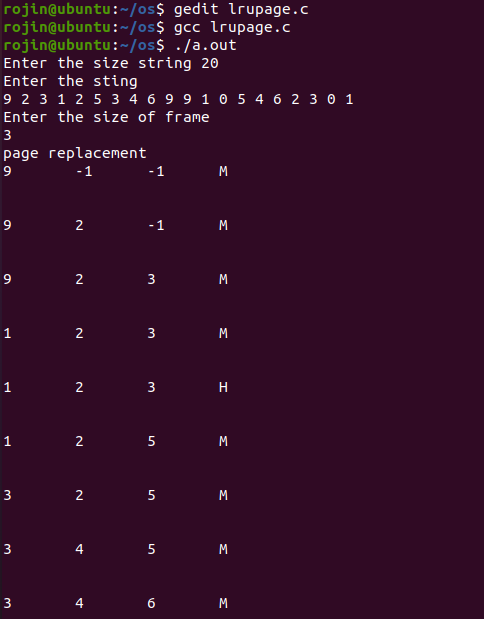 rojin@ubuntu:~/os$ gedit lrupage.c
rojin@ubuntu:~/os$ gcc lrupage.c
rojin@ubuntu:~/os$ ./a.out
Enter the size string 20
Enter the sting
9 2 3 1 2 5 3 4 6 9 9 1 0 5 4 6 2 3 0 1
Enter the size of frame
3
page replacement
9 -1 -1 M
9 2 -1 M
9 2 3 M
1 2 3 M
1 2 3 H
1 2 5 M
3 2 5 M
3 4 5 M
3 4 6 M